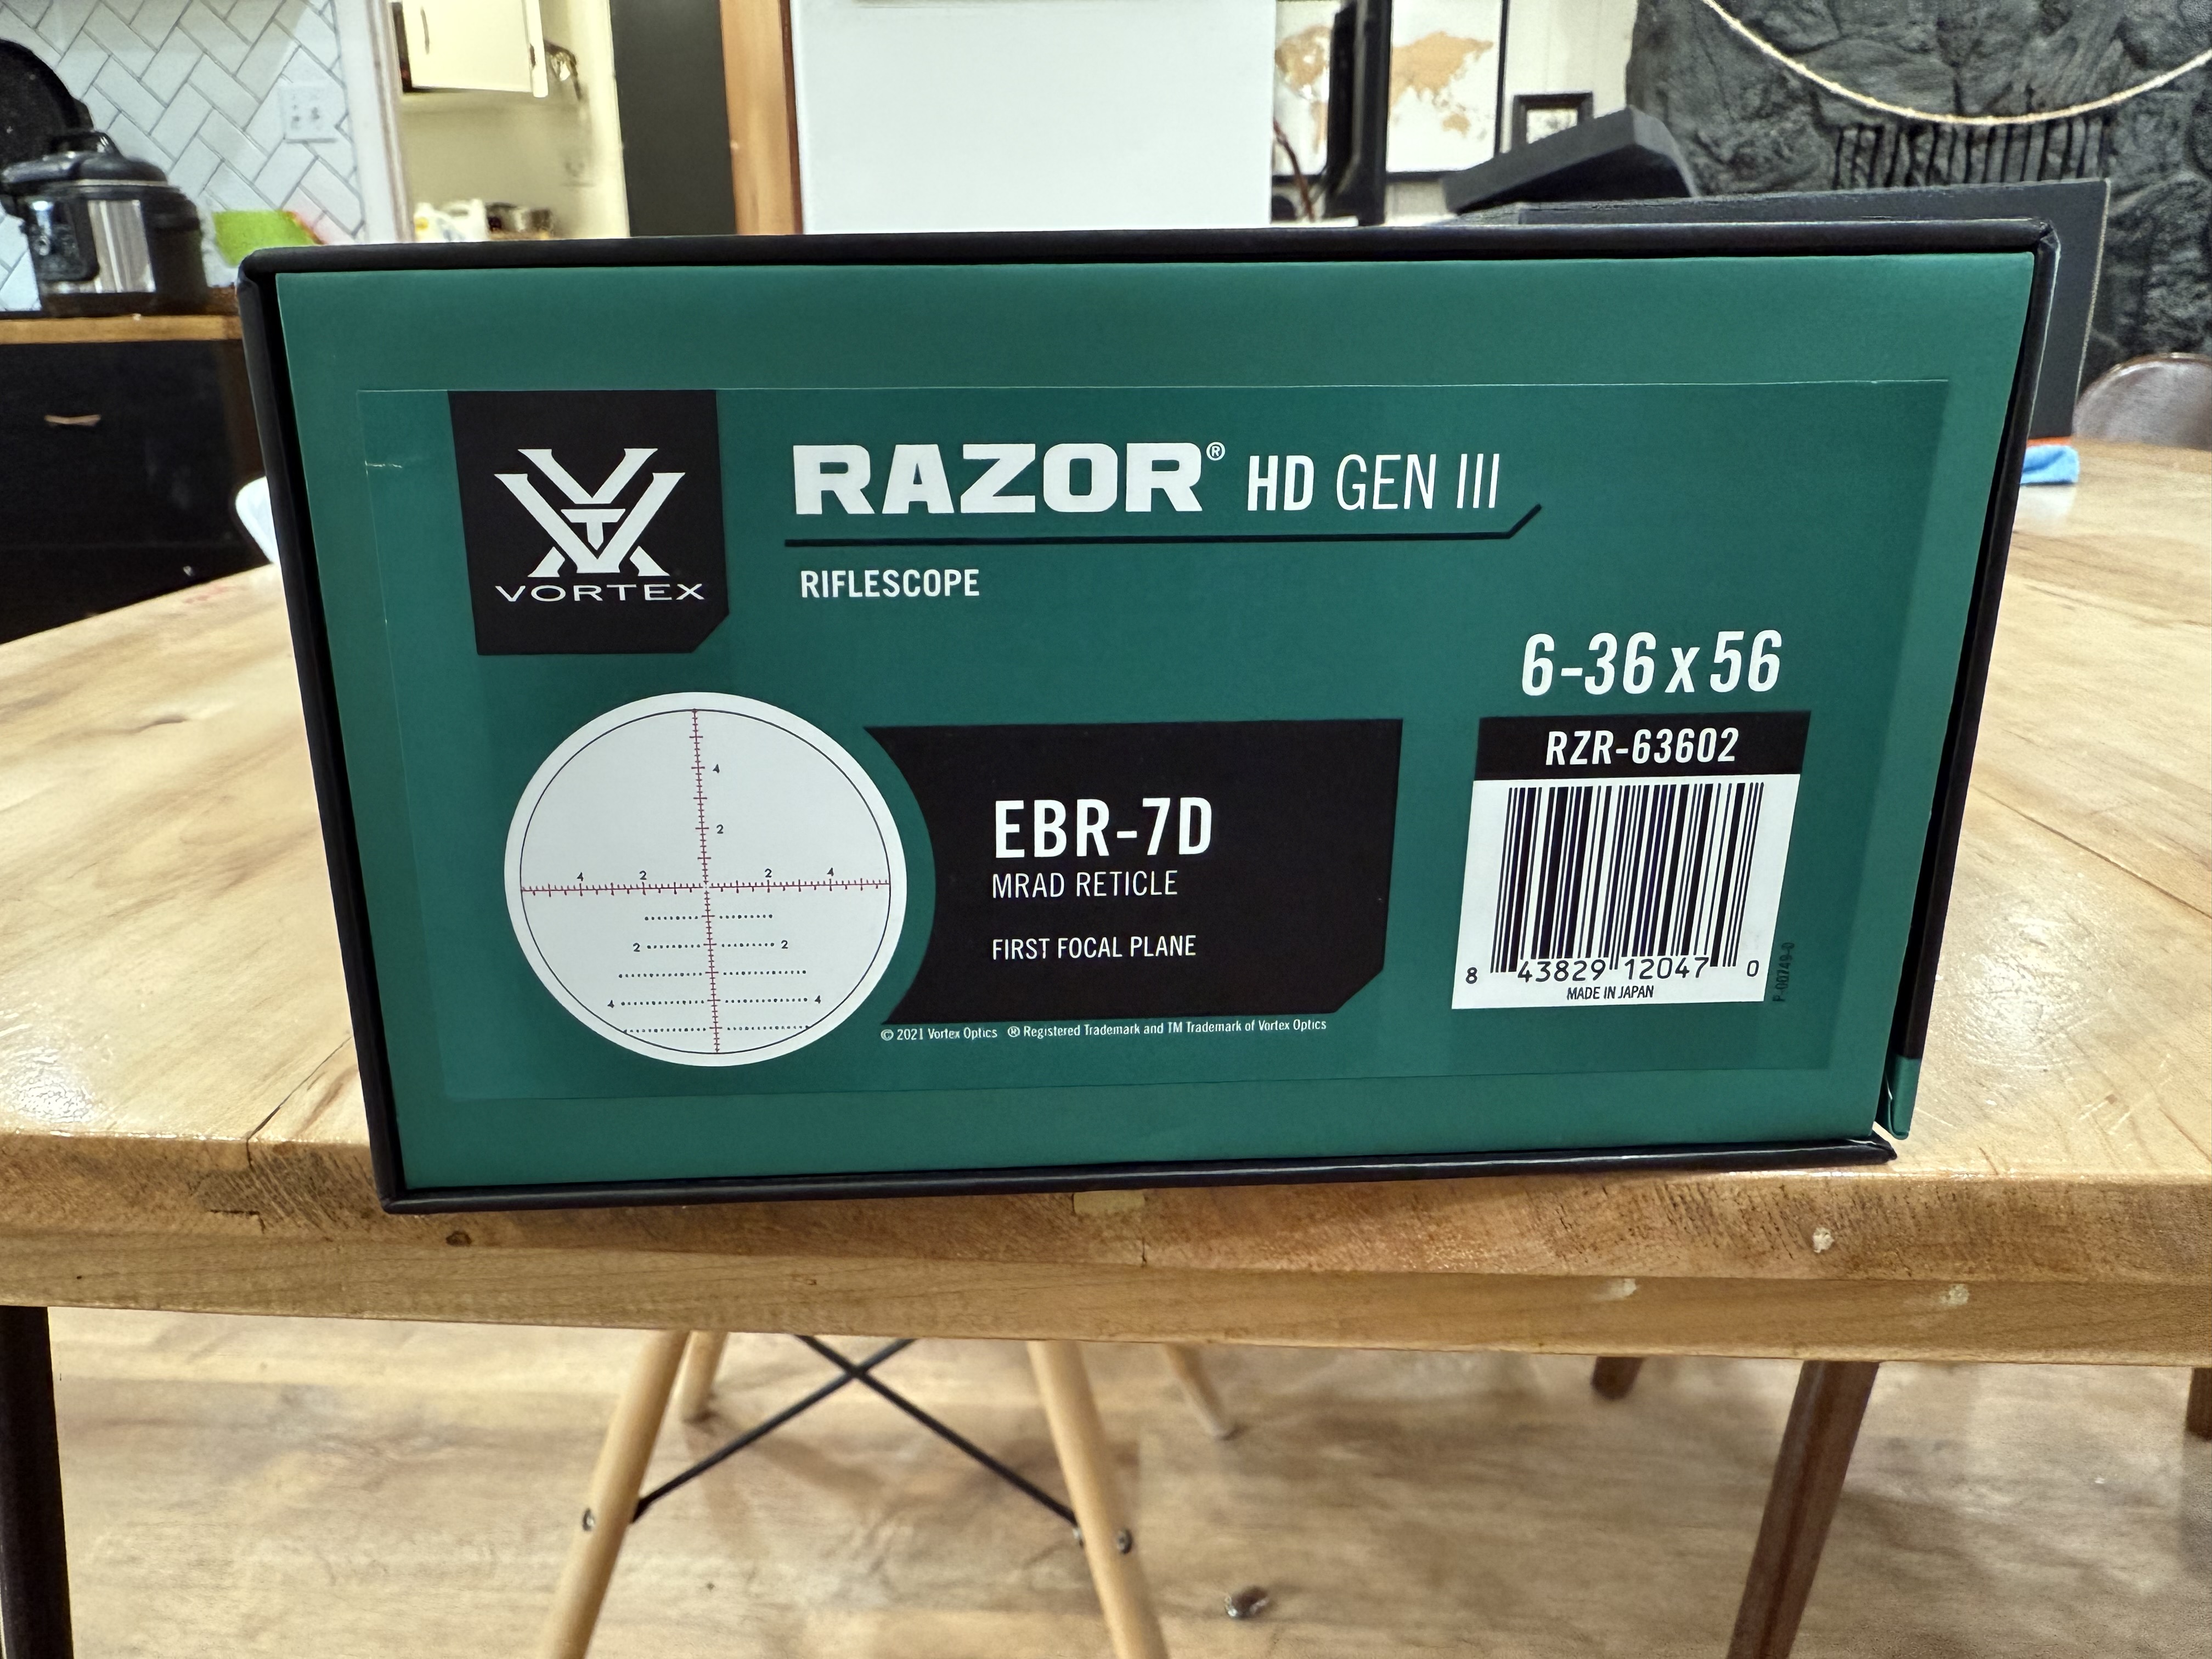 VORTEX
RAZOR® HD GEN III
RIFLESCOPE
6-36x56
RZR-63602
4
2
4 2 2 4
2 2
4 4
EBR-7D
MRAD RETICLE
FIRST FOCAL PLANE
8 43829 12047 0
MADE IN JAPAN
P-00749-0
© 2021 Vortex Optics ® Registered Trademark and TM Trademark of Vortex Optics